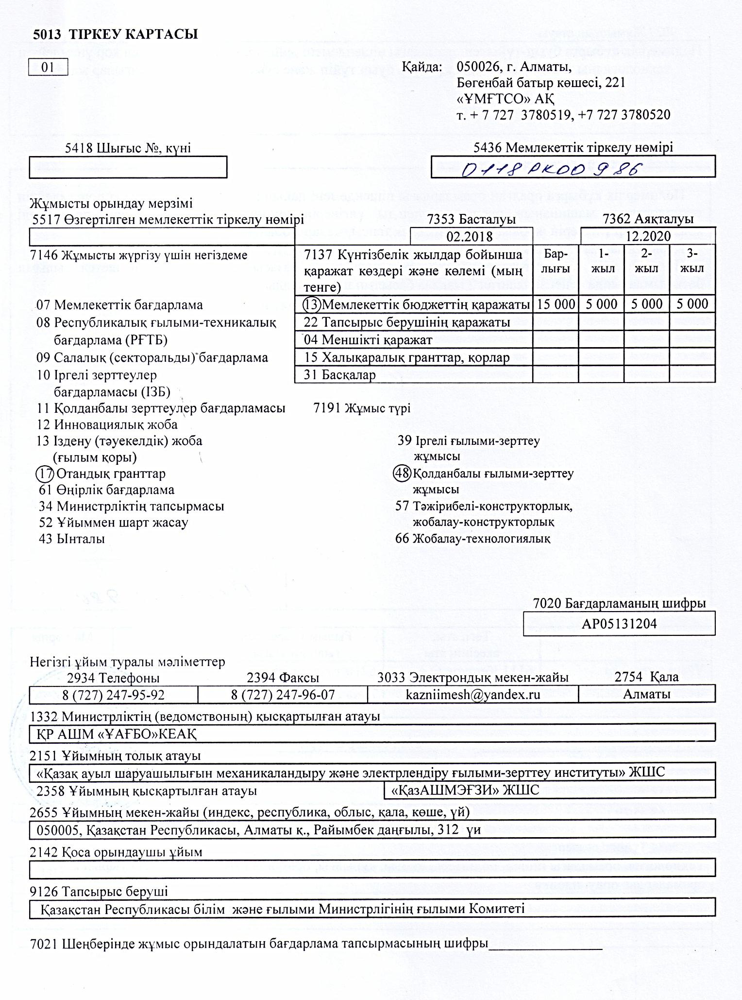 5013 ТІРКЕУ КАРТАСЫ
01
Қайда: 050026, г. Алматы,
Бөгенбай батыр көшесі, 221
«ҰМҒТСО» АҚ
т. + 7 727 3780519, +7 727 3780520
5418 Шығыс №, күні
5436 Мемлекеттік тіркелу нөмірі
0118РК00986
Жұмысты орындау мерзімі
5517 Өзгертілген мемлекеттік тіркелу нөмірі
7353 Басталуы
7362 Аяқталуы
02.2018
12.2020
7146 Жұмысты жүргізу үшін негіздеме
7137 Күнтізбелік жылдар бойынша
қаражат көздері және көлемі (мың
тенге)
Бар-
лығы
1-
жыл
2-
жыл
3-
жыл
07 Мемлекеттік бағдарлама
08 Республикалық ғылыми-техникалық
бағдарлама (РҒТБ)
09 Салалық (секторальды) бағдарлама
10 Іргелі зерттеулер
бағдарламасы (ІЗБ)
11 Қолданбалы зерттеулер бағдарламасы
12 Инновациялық жоба
13 Іздену (тәуекелдік) жоба
(ғылым қоры)
17 Отандық гранттар
61 Өңірлік бағдарлама
34 Министрліктің тапсырмасы
52 Ұйыммен шарт жасау
43 Ынталы
13 Мемлекеттік бюджеттің қаражаты 15 000 5 000 5 000 5 000
22 Тапсырыс берушінің қаражаты
04 Меншікті қаражат
15 Халықаралық гранттар, қорлар
31 Басқалар
7191 Жұмыс түрі
39 Іргелі ғылыми-зерттеу
жұмысы
48 Қолданбалы ғылыми-зерттеу
жұмысы
57 Тәжірибелі-конструкторлық,
жобалау-конструкторлық
66 Жобалау-технологиялық
7020 Бағдарламаның шифры
АР05131204
Негізгі ұйым туралы мәліметтер
2934 Телефоны 2394 Факсы 3033 Электрондық мекен-жайы 2754 Қала
8 (727) 247-95-92 8 (727) 247-96-07 kazniimesh@yandex.ru Алматы
1332 Министрліктің (ведомствоның) қысқартылған атауы
ҚР АШМ «ҰАҒБО»КЕАҚ
2151 Ұйымның толық атауы
«Қазақ ауыл шаруашылығын механикаландыру және электрлендіру ғылыми-зерттеу институты» ЖШС
2358 Ұйымның қысқартылған атауы «ҚазАШМЭҒЗИ» ЖШС
2655 Ұйымның мекен-жайы (индекс, республика, облыс, қала, көше, үй)
050005, Қазақстан Республикасы, Алматы қ., Райымбек даңғылы, 312 үи
2142 Қоса орындаушы ұйым
9126 Тапсырыс беруші
Қазақстан Республикасы білім және ғылыми Министрлігінің ғылыми Комитеті
7021 Шеңберінде жұмыс орындалатын бағдарлама тапсырмасының шифры_________________